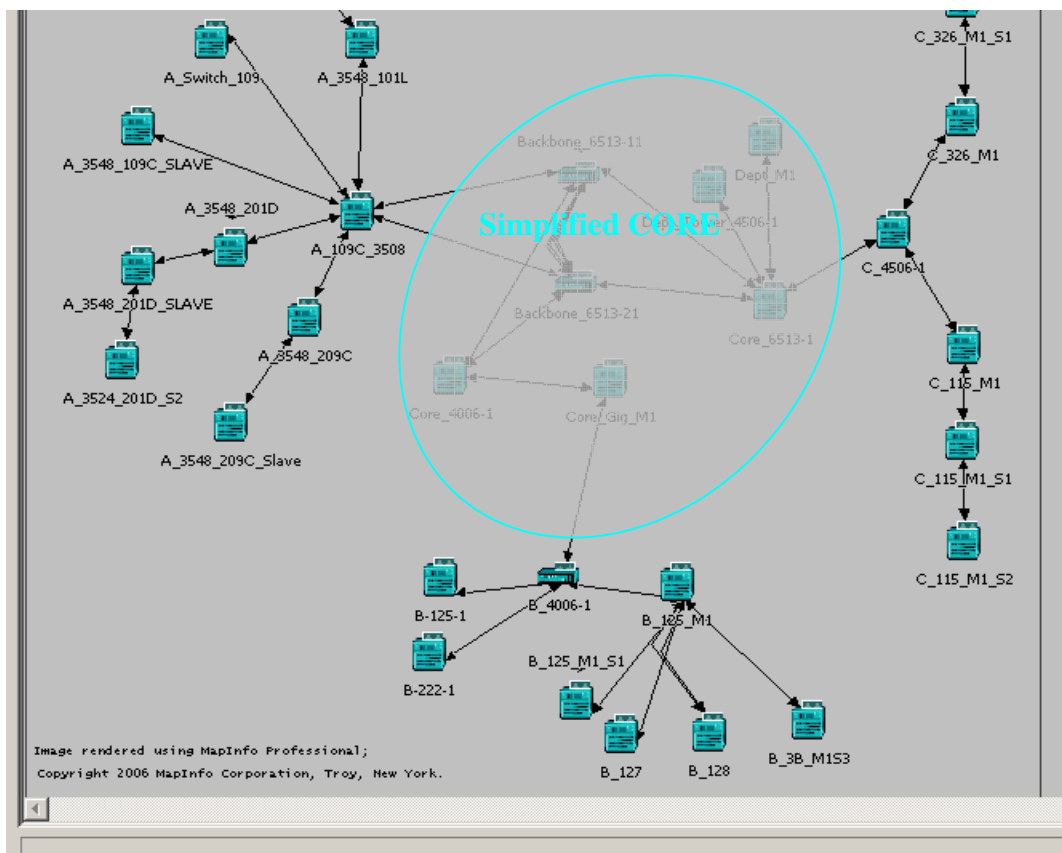 C_326_M1_S1
A_Switch_109
A_3548_101L
Backbone_6513-11
C_326_M1
A_3548_109C_SLAVE
Dept_M1
A_3548_201D
Simplified CORE
A_109C_3508
C_4506-1
A_3548_201D_SLAVE
Backbone_6513-21
Core_6513-1
A_3548_209C
C_115_M1
A_3524_201D_S2
Core_4006-1
Core_Gig_M1
A_3548_209C_Slave
C_115_M1_S1
C_115_M1_S2
B-125-1
B_4006-1
B_125_M1
B_125_M1_S1
B-222-1
B_127
B_128
B_3B_M1S3
Image rendered using MapInfo Professional;
Copyright 2006 MapInfo Corporation, Troy, New York.